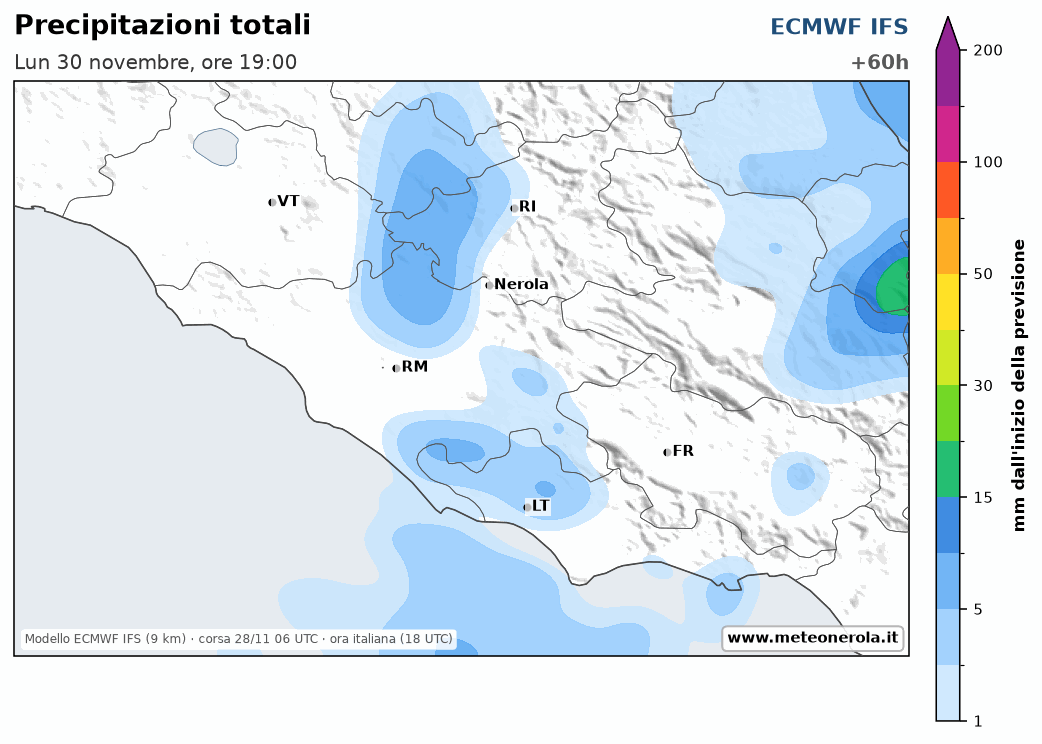 Precipitazioni totali
ECMWF IFS
Lun 30 novembre, ore 19:00
+60h
200
100
50
30
15
5
1
mm dall'inizio della previsione
VT
RI
Nerola
RM
FR
LT
Modello ECMWF IFS (9 km) · corsa 28/11 06 UTC · ora italiana (18 UTC)
www.meteonerola.it